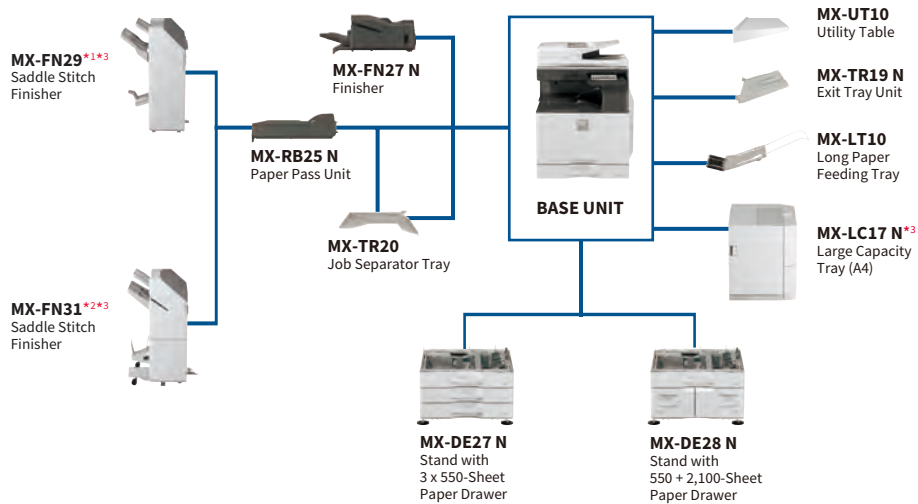 MX-FN29*1*3
Saddle Stitch
Finisher
MX-FN27 N
Finisher
MX-RB25 N
Paper Pass Unit
MX-TR20
Job Separator Tray
MX-FN31*2*3
Saddle Stitch
Finisher
BASE UNIT
MX-UT10
Utility Table
MX-TR19 N
Exit Tray Unit
MX-LT10
Long Paper
Feeding Tray
MX-LC17 N*3
Large Capacity
Tray (A4)
MX-DE27 N
Stand with
3 x 550-Sheet
Paper Drawer
MX-DE28 N
Stand with
550 + 2,100-Sheet
Paper Drawer